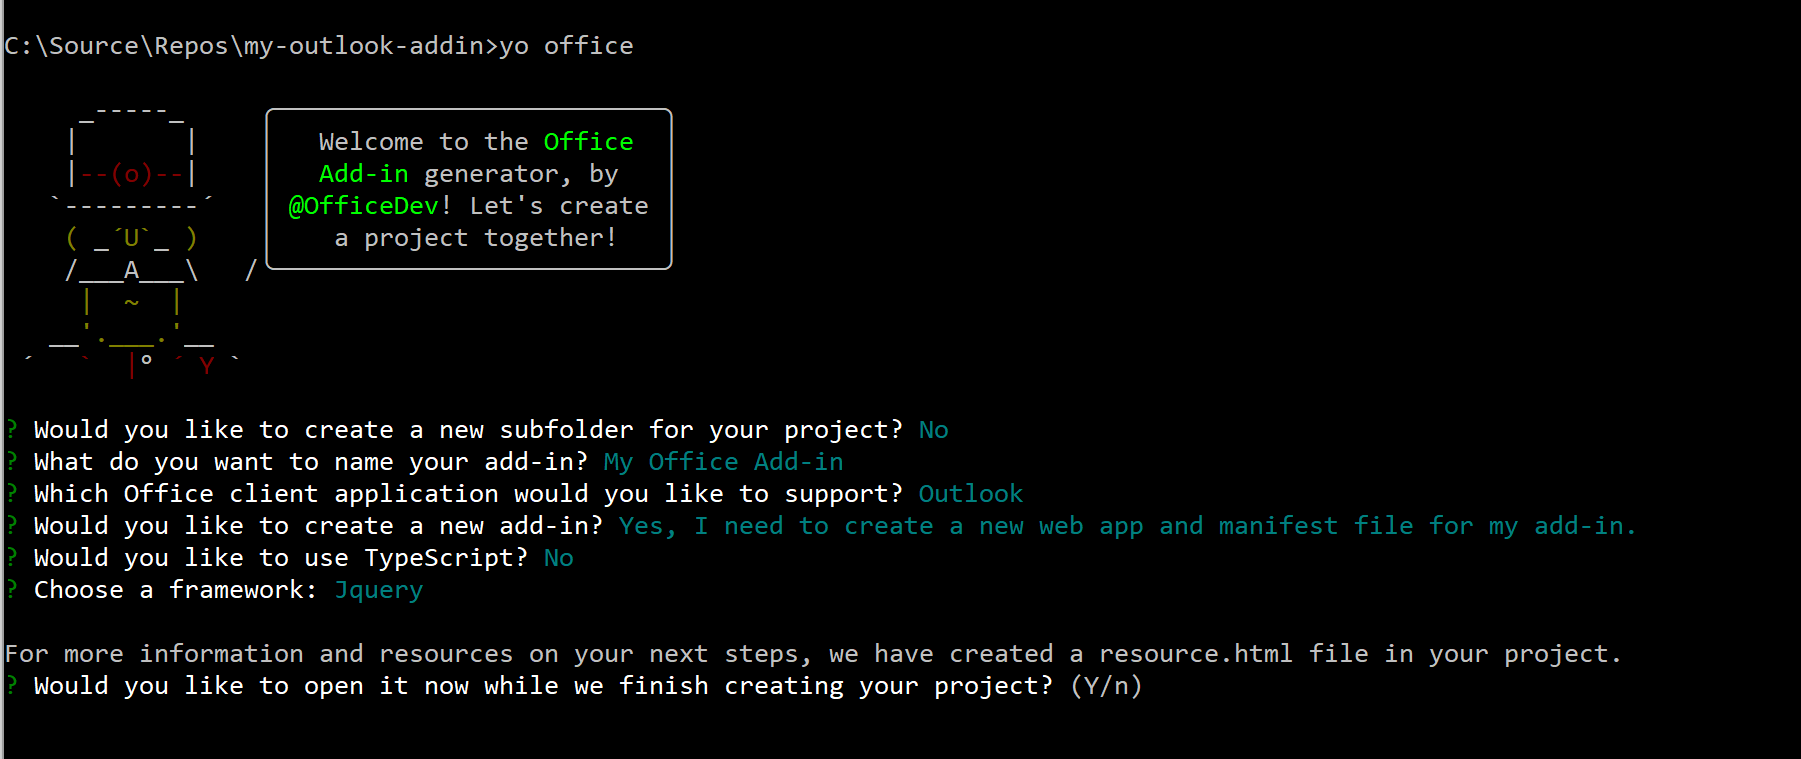 C:\Source\Repos\my-outlook-addin>yo office
     _-----_
    |       |
    |--(o)--|
   `---------´
    ( _´U`_ )
    /___A___\   /
     |  ~  |
   __'.___.'__
 ´   `  |° ´ Y `
Welcome to the Office
Add-in generator, by
@OfficeDev! Let's create
a project together!
? Would you like to create a new subfolder for your project? No
? What do you want to name your add-in? My Office Add-in
? Which Office client application would you like to support? Outlook
? Would you like to create a new add-in? Yes, I need to create a new web app and manifest file for my add-in.
? Would you like to use TypeScript? No
? Choose a framework: Jquery
For more information and resources on your next steps, we have created a resource.html file in your project.
? Would you like to open it now while we finish creating your project? (Y/n)